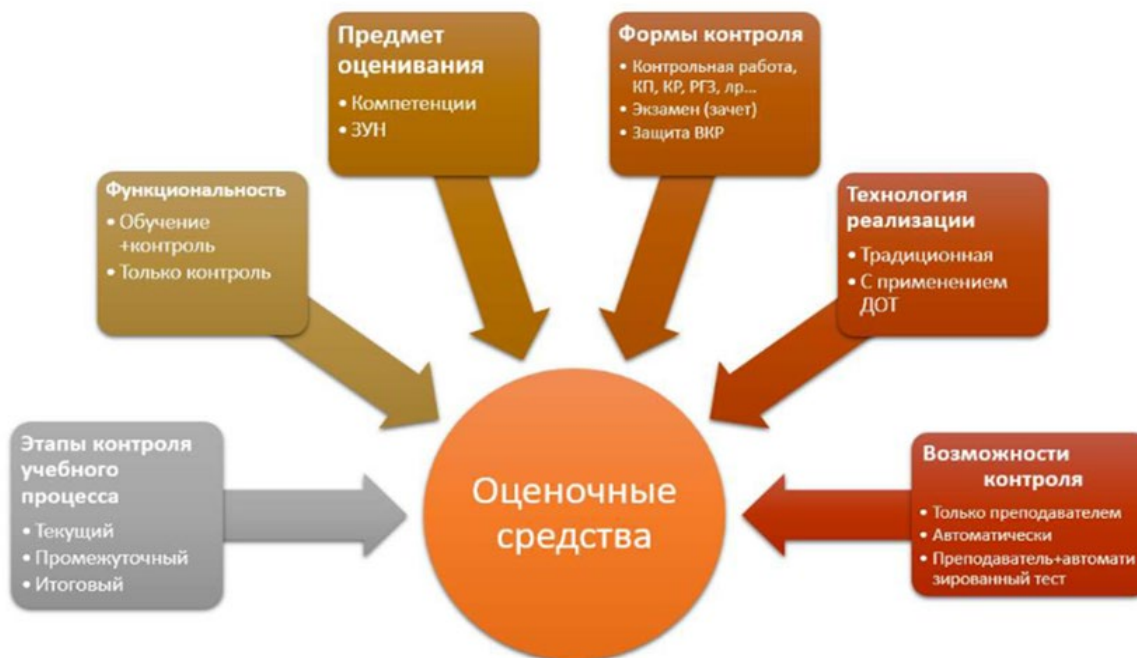 Предмет
оценивания
• Компетенции
• ЗУН
Формы контроля
• Контрольная работа,
КП, КР, РГЗ, лр...
• Экзамен (зачет)
• Защита ВКР
Функциональность
• Обучение
+контроль
• Только контроль
Технология
реализации
• Традиционная
• С применением
ДОТ
Этапы контроля
учебного
процесса
• Текущий
• Промежуточный
• Итоговый
Оценочные
средства
Возможности
контроля
• Только преподавателем
• Автоматически
• Преподаватель+автомати
зированный тест